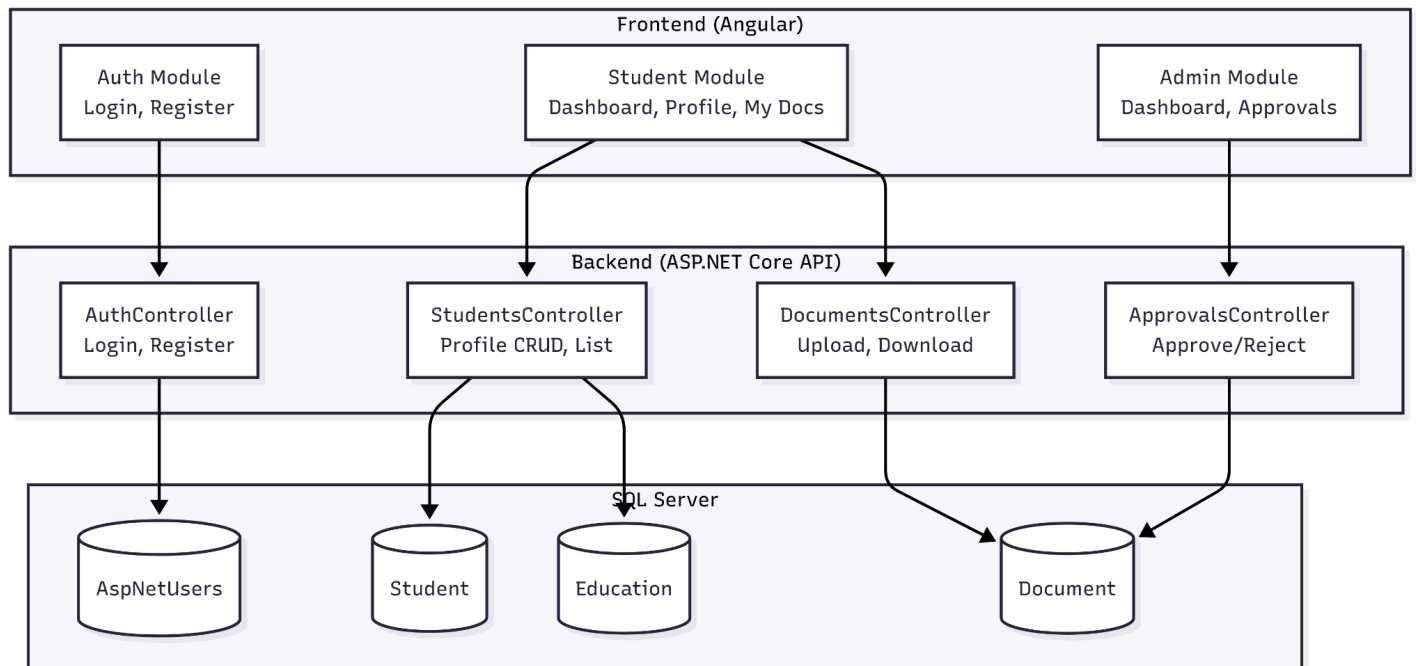 Frontend (Angular)
Auth Module
Login, Register
Student Module
Dashboard, Profile, My Docs
Admin Module
Dashboard, Approvals
Backend (ASP.NET Core API)
AuthController
Login, Register
StudentsController
Profile CRUD, List
DocumentsController
Upload, Download
ApprovalsController
Approve/Reject
SQL Server
AspNetUsers
Student
Education
Document